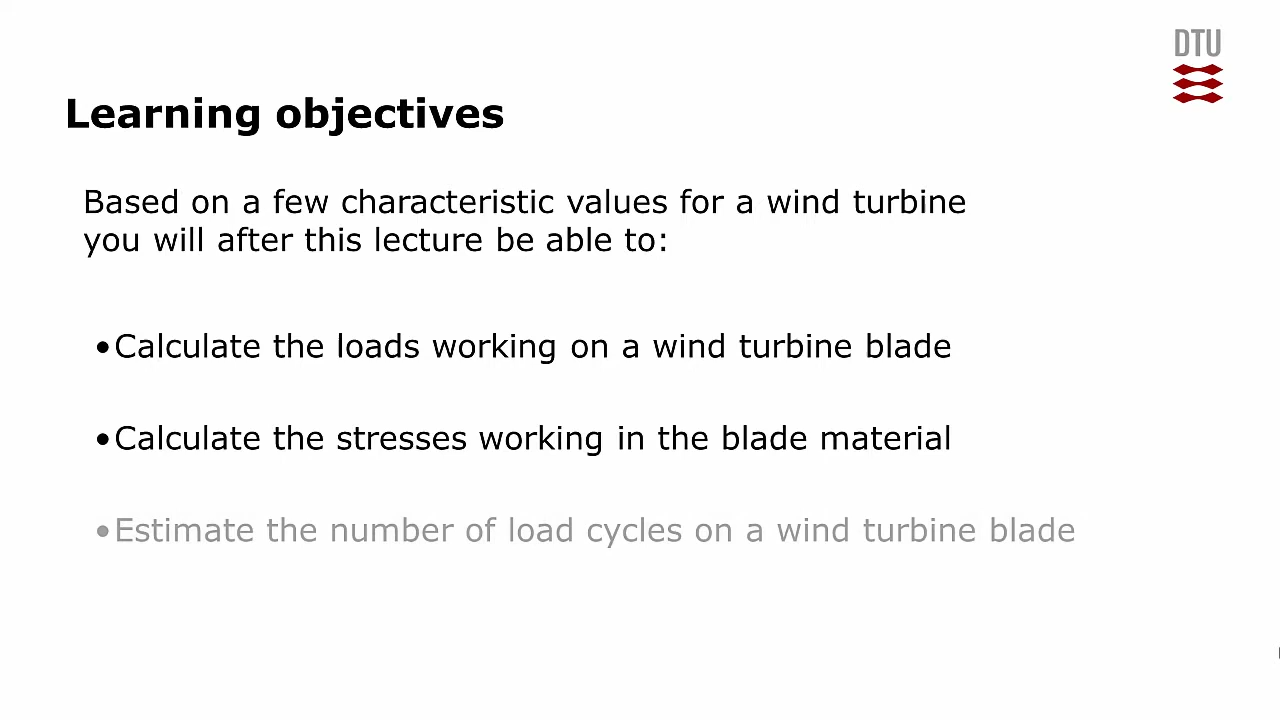 DTU
Learning objectives
Based on a few characteristic values for a wind turbine
you will after this lecture be able to:
•Calculate the loads working on a wind turbine blade
•Calculate the stresses working in the blade material
•Estimate the number of load cycles on a wind turbine blade